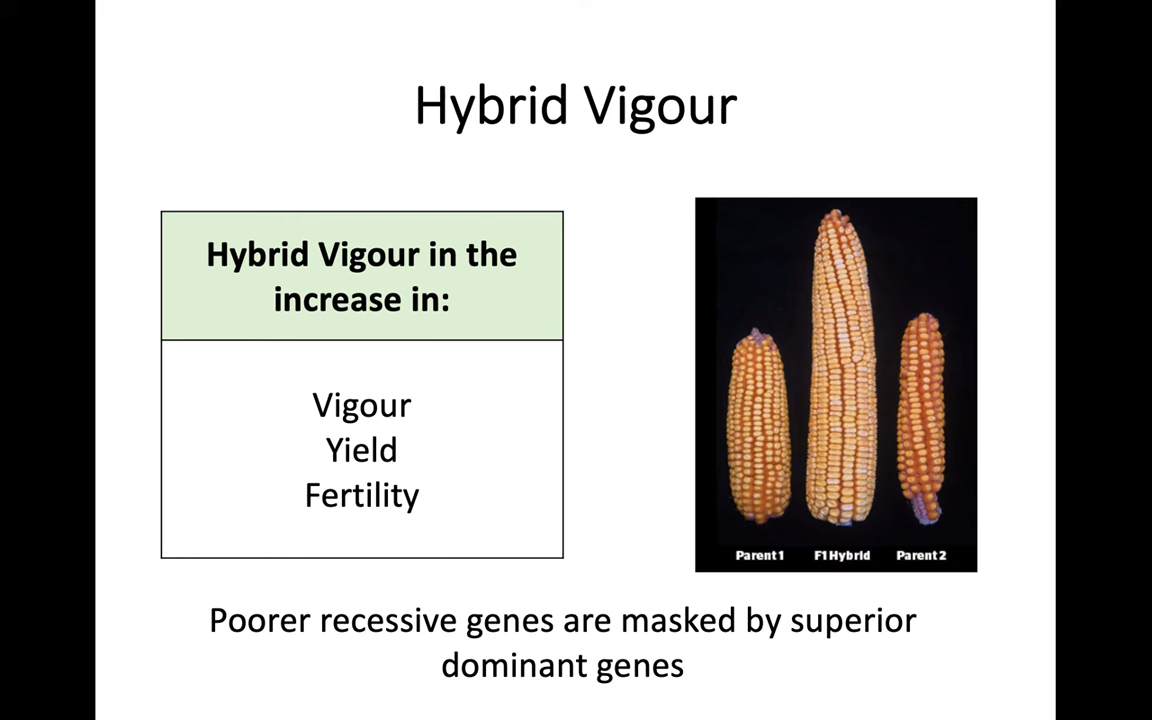 Hybrid Vigour
Hybrid Vigour in the
increase in:
Vigour
Yield
Fertility
Parent 1
F1 Hybrid
Parent 2
Poorer recessive genes are masked by superior
dominant genes